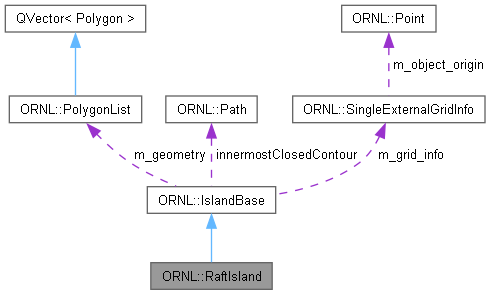 QVector< Polygon >
ORNL::Point
m_object_origin
ORNL::PolygonList
ORNL::Path
ORNL::SingleExternalGridInfo
m_geometry
innermostClosedContour
m_grid_info
ORNL::IslandBase
ORNL::RaftIsland